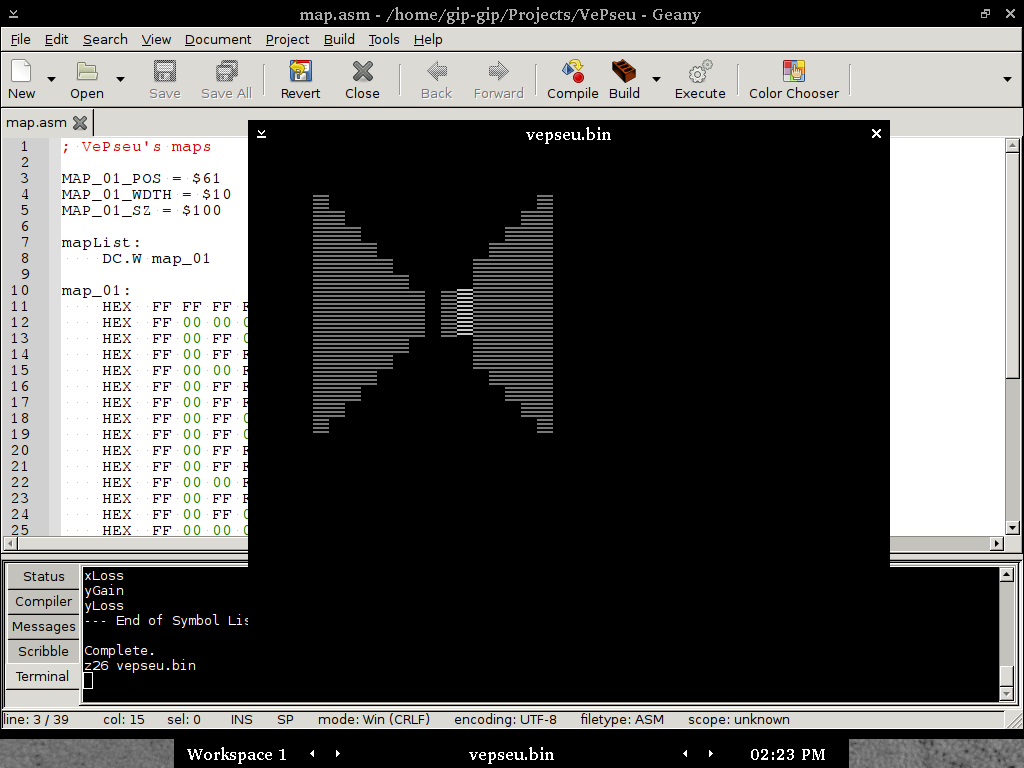 map.asm - /home/gip-gip/Projects/VePseu - Geany
File Edit Search View Document Project Build Tools Help
New Open Save Save All Revert Close Back Forward Compile Build Execute Color Chooser
map.asm
vepseu.bin
1 ; VePseu's maps
2
3 MAP_01_POS = $61
4 MAP_01_WDTH = $10
5 MAP_01_SZ = $100
6
7 mapList:
8 DC.W map_01
9
10 map_01:
11 HEX FF FF FF
12 HEX FF 00 00
13 HEX FF 00 FF
14 HEX FF 00 FF
15 HEX FF 00 00
16 HEX FF 00 FF
17 HEX FF 00 FF
18 HEX FF 00 FF
19 HEX FF 00 FF
20 HEX FF 00 FF
21 HEX FF 00 FF
22 HEX FF 00 00
23 HEX FF 00 FF
24 HEX FF 00 FF
25 HEX FF 00 00
Status
Compiler
Messages
Scribble
Terminal
xLoss
yGain
yLoss
--- End of Symbol Lis
Complete.
z26 vepseu.bin
line: 3 / 39 col: 15 sel: 0 INS SP mode: Win (CRLF) encoding: UTF-8 filetype: ASM scope: unknown
Workspace 1 vepseu.bin 02:23 PM